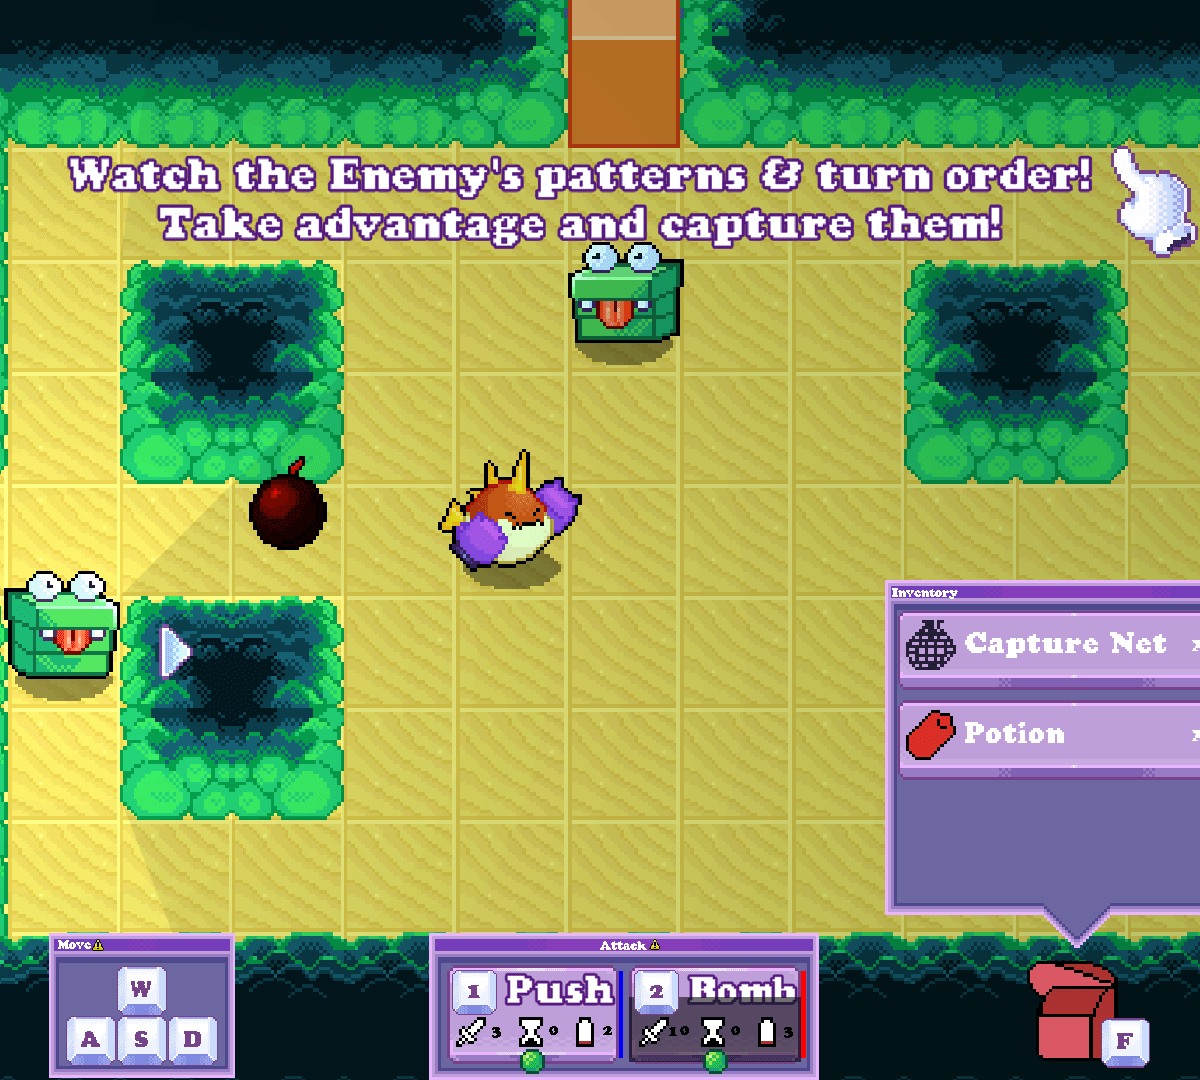 Watch the Enemy's patterns & turn order!
Take advantage and capture them!
Inventory
Capture Net
Potion
Move
W
A S D
Attack
1 Push
3 0 2
2 Bomb
10 0 3
F